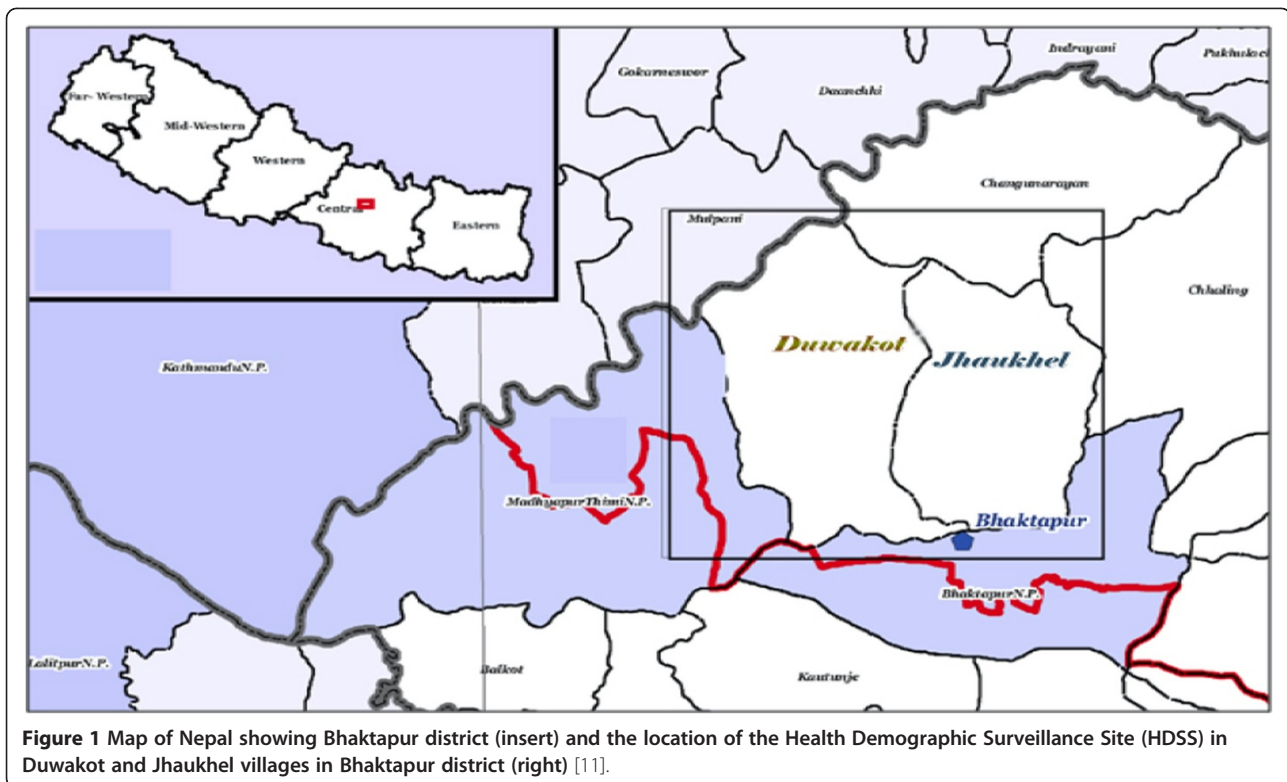 Far- Western
Mid-Western
Western
Central
Eastern
Gokarneswor
Daanchhi
Indrayani
Mulpani
Changunarayan
Chhaling
Duwakot
Jhaukhel
KathmanduN.P.
MadhyapurThimiN.P.
Bhaktapur
BhaktapurN.P.
LalitpurN.P.
Balkot
Kautunje
Figure 1 Map of Nepal showing Bhaktapur district (insert) and the location of the Health Demographic Surveillance Site (HDSS) in
Duwakot and Jhaukhel villages in Bhaktapur district (right) [11].